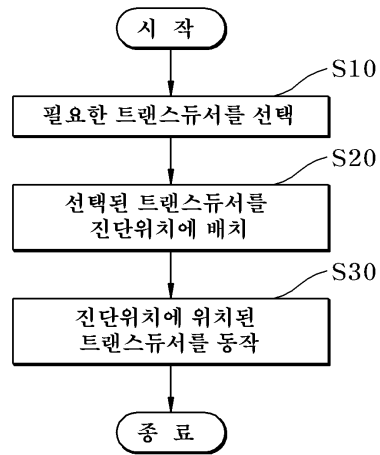 시 작
S10
필요한 트랜스듀서를 선택
S20
선택된 트랜스듀서를
진단위치에 배치
S30
진단위치에 위치된
트랜스듀서를 동작
종 료